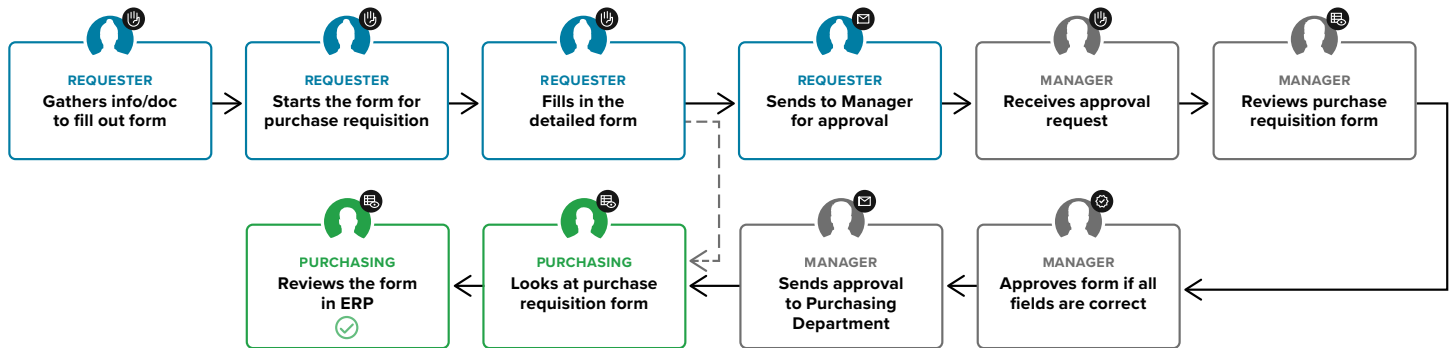 REQUESTER
Gathers info/doc
to fill out form
REQUESTER
Starts the form for
purchase requisition
REQUESTER
Fills in the
detailed form
REQUESTER
Sends to Manager
for approval
MANAGER
Receives approval
request
MANAGER
Reviews purchase
requisition form
PURCHASING
Reviews the form
in ERP
PURCHASING
Looks at purchase
requisition form
MANAGER
Sends approval
to Purchasing
Department
MANAGER
Approves form if all
fields are correct